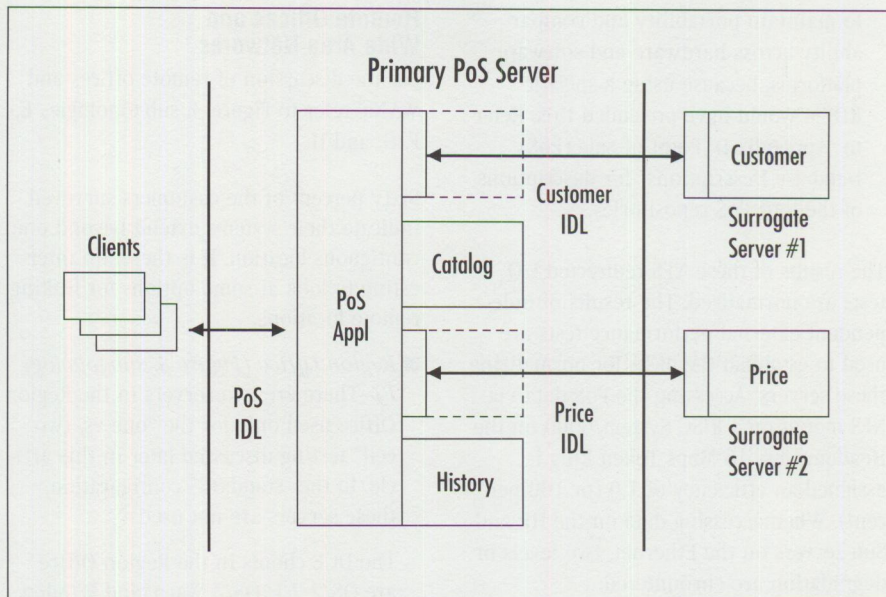 Primary PoS Server
Clients
PoS
IDL
PoS
Appl
Catalog
History
Customer
IDL
Price
IDL
Customer
Surrogate
Server #1
Price
Surrogate
Server #2